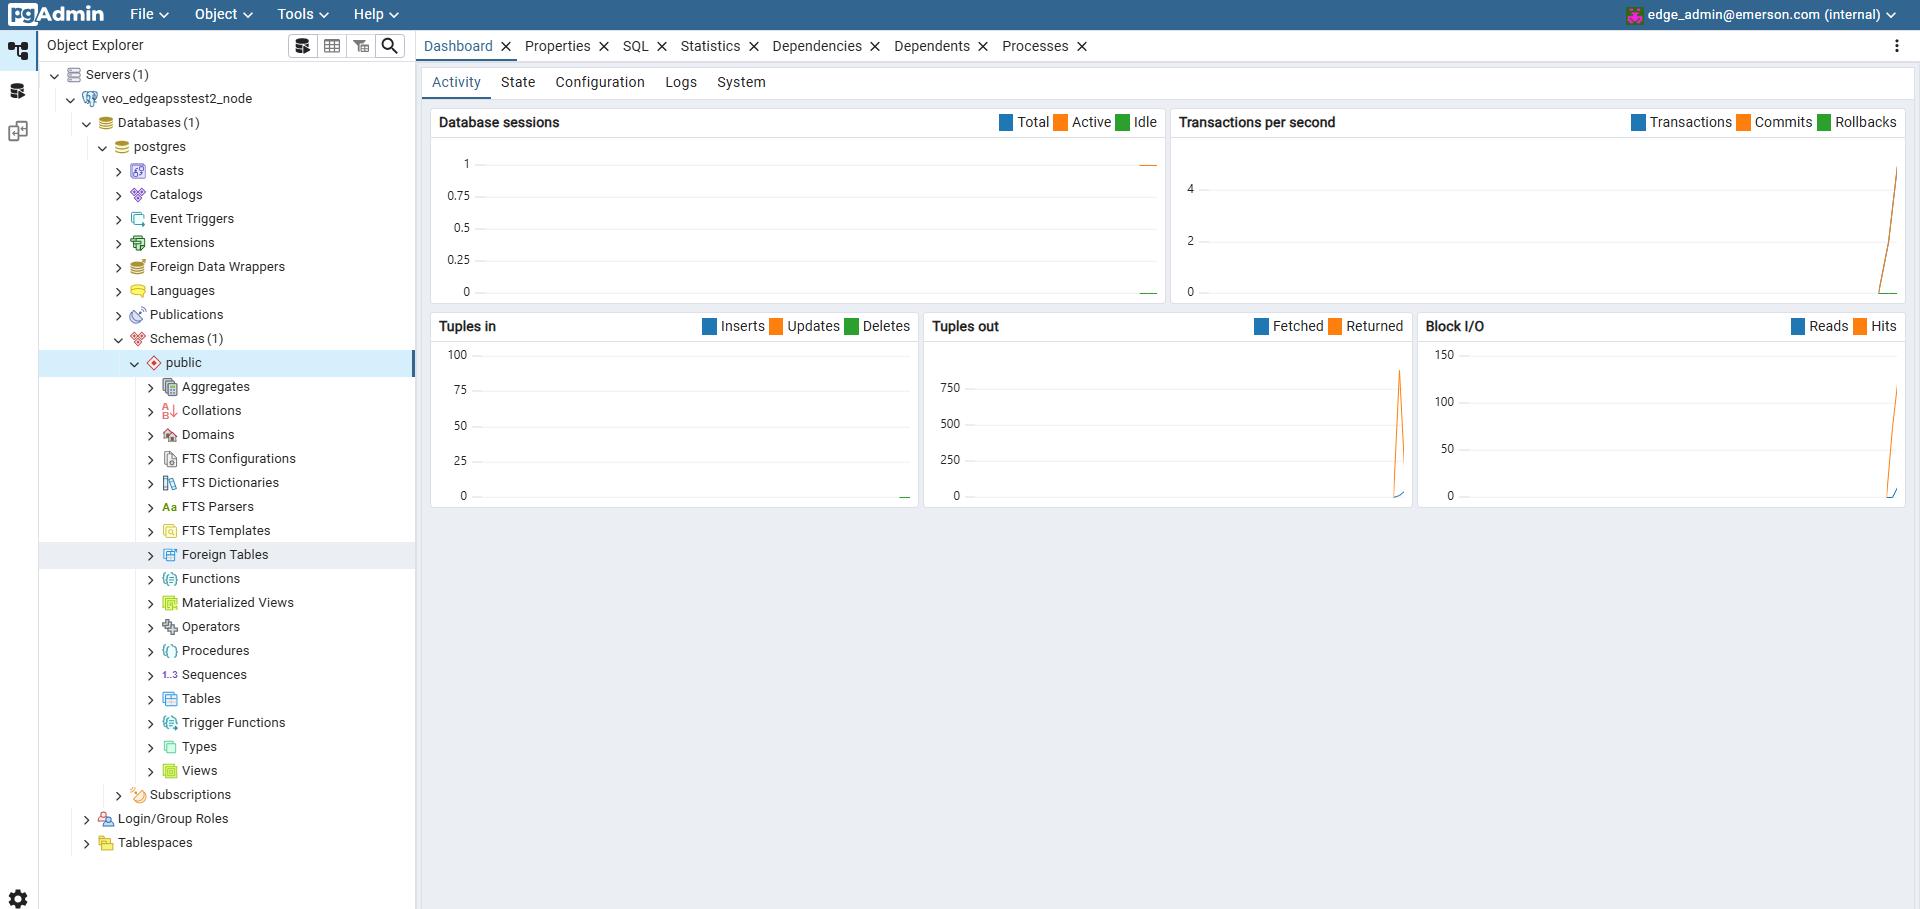 pgAdmin File Object Tools Help edge_admin@emerson.com (internal)
Object Explorer
Servers (1)
veo_edgeapsstest2_node
Databases (1)
postgres
Casts
Catalogs
Event Triggers
Extensions
Foreign Data Wrappers
Languages
Publications
Schemas (1)
public
Aggregates
Collations
Domains
FTS Configurations
FTS Dictionaries
Aa FTS Parsers
FTS Templates
Foreign Tables
Functions
Materialized Views
Operators
Procedures
1..3 Sequences
Tables
Trigger Functions
Types
Views
Subscriptions
Login/Group Roles
Tablespaces
Dashboard Properties SQL Statistics Dependencies Dependents Processes
Activity State Configuration Logs System
Database sessions Total Active Idle
1
0.75
0.5
0.25
0
Transactions per second Transactions Commits Rollbacks
4
2
0
Tuples in Inserts Updates Deletes
100
75
50
25
0
Tuples out Fetched Returned
750
500
250
0
Block I/O Reads Hits
150
100
50
0